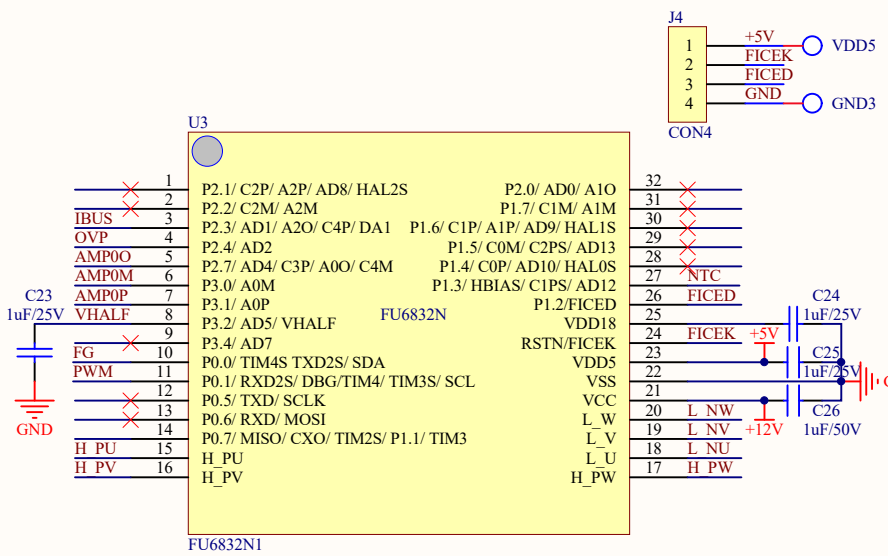 J4
1 +5V VDD5
2 FICEK
3 FICED
4 GND GND3
CON4
U3
1 P2.1/ C2P/ A2P/ AD8/ HAL2S P2.0/ AD0/ A1O 32
2 P2.2/ C2M/ A2M P1.7/ C1M/ A1M 31
IBUS 3 P2.3/ AD1/ A2O/ C4P/ DA1 P1.6/ C1P/ A1P/ AD9/ HAL1S 30
OVP 4 P2.4/ AD2 P1.5/ C0M/ C2PS/ AD13 29
AMP0O 5 P2.7/ AD4/ C3P/ A0O/ C4M P1.4/ C0P/ AD10/ HAL0S 28
AMP0M 6 P3.0/ A0M P1.3/ HBIAS/ C1PS/ AD12 27 NTC
C23 AMP0P 7 P3.1/ A0P P1.2/FICED 26 FICED C24
1uF/25V VHALF 8 P3.2/ AD5/ VHALF FU6832N VDD18 25 1uF/25V
9 P3.4/ AD7 RSTN/FICEK 24 FICEK +5V
FG 10 P0.0/ TIM4S TXD2S/ SDA VDD5 23 C25
PWM 11 P0.1/ RXD2S/ DBG/TIM4/ TIM3S/ SCL VSS 22 1uF/25V
12 P0.5/ TXD/ SCLK VCC 21 C26
GND 13 P0.6/ RXD/ MOSI L_W 20 L_NW +12V 1uF/50V
14 P0.7/ MISO/ CXO/ TIM2S/ P1.1/ TIM3 L_V 19 L_NV
H_PU 15 H_PU L_U 18 L_NU
H_PV 16 H_PV H_PW 17 H_PW
FU6832N1